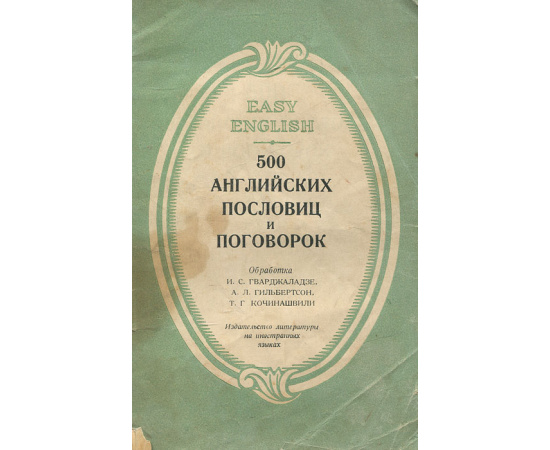 EASY
ENGLISH
500
АНГЛИЙСКИХ
ПОСЛОВИЦ
И
ПОГОВОРОК
Обработка
И. С. ГВАРДЖАЛАДЗЕ,
А. Л. ГИЛЬБЕРТСОН,
Т. Г КОЧИНАШВИЛИ
Издательство литературы
на иностранных
языках